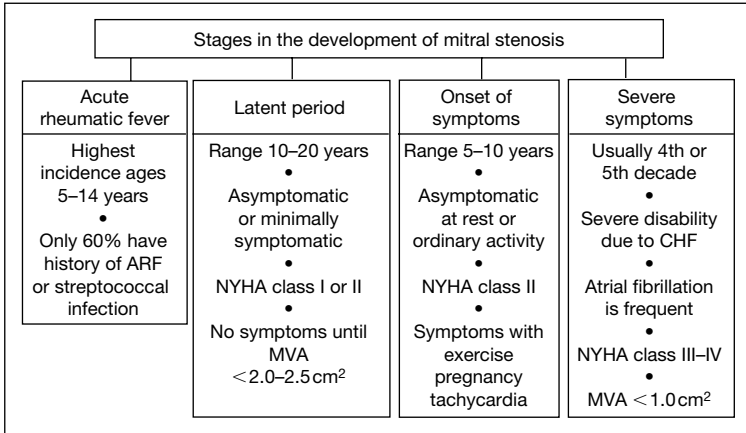 Stages in the development of mitral stenosis
Acute
rheumatic fever
Highest
incidence ages
5–14 years
•
Only 60% have
history of ARF
or streptococcal
infection
Latent period
Range 10–20 years
•
Asymptomatic
or minimally
symptomatic
•
NYHA class I or II
•
No symptoms until
MVA
<2.0–2.5 cm²
Onset of
symptoms
Range 5–10 years
•
Asymptomatic
at rest or
ordinary activity
•
NYHA class II
•
Symptoms with
exercise
pregnancy
tachycardia
Severe
symptoms
Usually 4th or
5th decade
•
Severe disability
due to CHF
•
Atrial fibrillation
is frequent
•
NYHA class III–IV
•
MVA <1.0 cm²